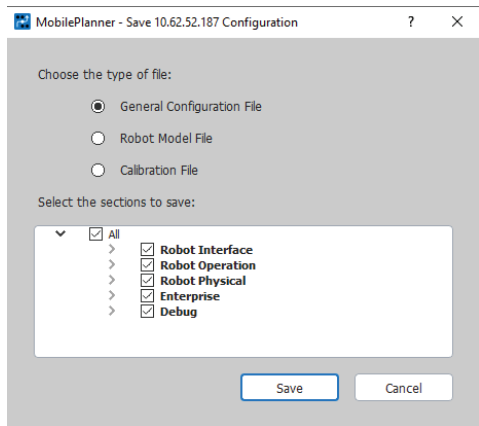 MobilePlanner - Save 10.62.52.187 Configuration ?
Choose the type of file:
General Configuration File
Robot Model File
Calibration File
Select the sections to save:
All
Robot Interface
Robot Operation
Robot Physical
Enterprise
Debug
Save Cancel